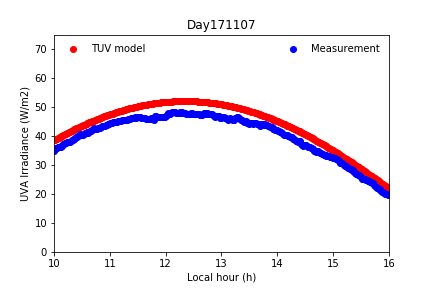 Day171107
TUV model
Measurement
UVA Irradiance (W/m2)
70
60
50
40
30
20
10
0
10 11 12 13 14 15 16
Local hour (h)